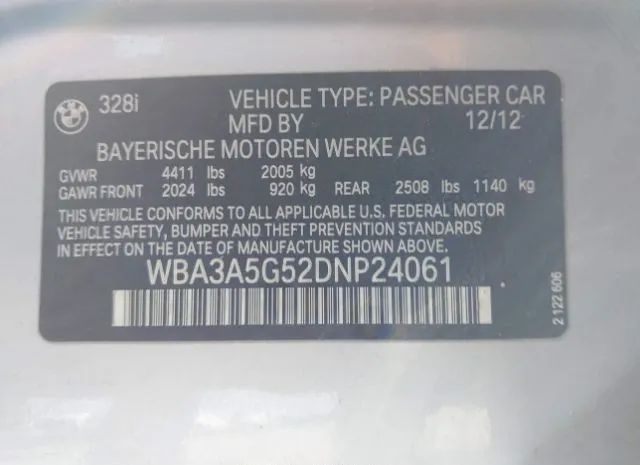 BMW 328i VEHICLE TYPE: PASSENGER CAR
MFD BY 12/12
BAYERISCHE MOTOREN WERKE AG
GVWR 4411 lbs 2005 kg
GAWR FRONT 2024 lbs 920 kg REAR 2508 lbs 1140 kg
THIS VEHICLE CONFORMS TO ALL APPLICABLE U.S. FEDERAL MOTOR
VEHICLE SAFETY, BUMPER AND THEFT PREVENTION STANDARDS
IN EFFECT ON THE DATE OF MANUFACTURE SHOWN ABOVE.
WBA3A5G52DNP24061
2 122 606